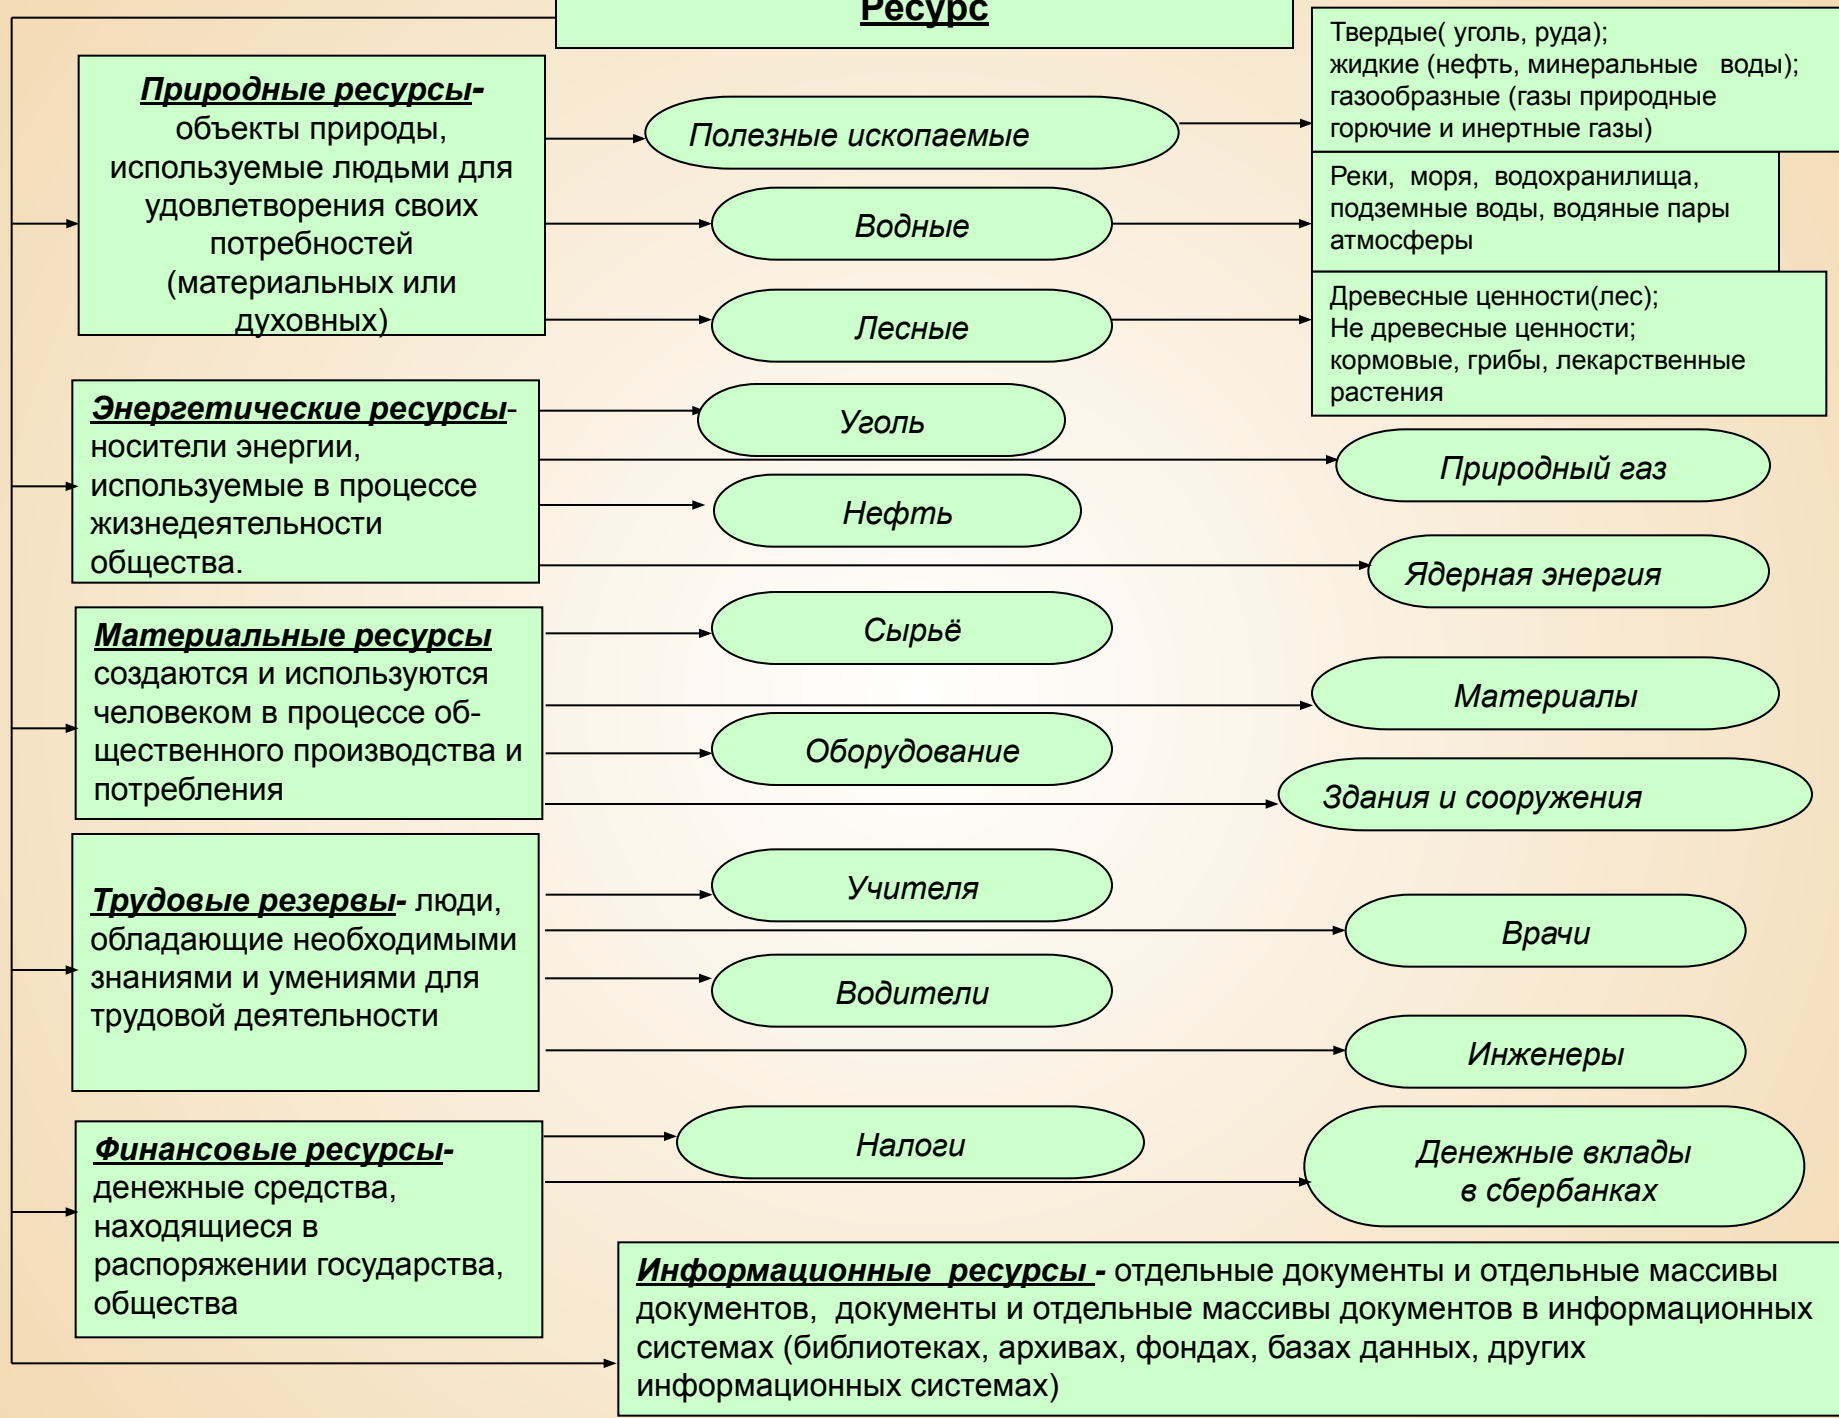 Ресурс
Природные ресурсы-
объекты природы,
используемые людьми для
удовлетворения своих
потребностей
(материальных или
духовных)
Полезные ископаемые
Твердые( уголь, руда);
жидкие (нефть, минеральные воды);
газообразные (газы природные
горючие и инертные газы)
Водные
Реки, моря, водохранилища,
подземные воды, водяные пары
атмосферы
Лесные
Древесные ценности(лес);
Не древесные ценности;
кормовые, грибы, лекарственные
растения
Энергетические ресурсы-
носители энергии,
используемые в процессе
жизнедеятельности
общества.
Уголь
Природный газ
Нефть
Ядерная энергия
Материальные ресурсы
создаются и используются
человеком в процессе об-
щественного производства и
потребления
Сырьё
Материалы
Оборудование
Здания и сооружения
Трудовые резервы- люди,
обладающие необходимыми
знаниями и умениями для
трудовой деятельности
Учителя
Врачи
Водители
Инженеры
Финансовые ресурсы-
денежные средства,
находящиеся в
распоряжении государства,
общества
Налоги
Денежные вклады
в сбербанках
Информационные ресурсы - отдельные документы и отдельные массивы
документов, документы и отдельные массивы документов в информационных
системах (библиотеках, архивах, фондах, базах данных, других
информационных системах)